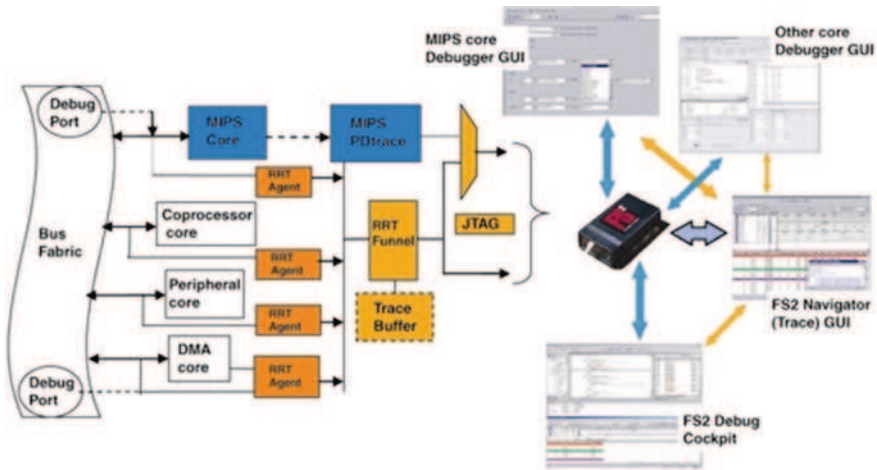 MIPS core
Debugger GUI
Other core
Debugger GUI
Debug
Port
MIPS
Core
MIPS
PDtrace
RRT
Agent
Coprocessor
core
Bus
Fabric
RRT
Funnel
JTAG
RRT
Agent
Peripheral
core
RRT
Agent
Trace
Buffer
FS2 Navigator
(Trace) GUI
DMA
core
RRT
Agent
Debug
Port
FS2 Debug
Cockpit